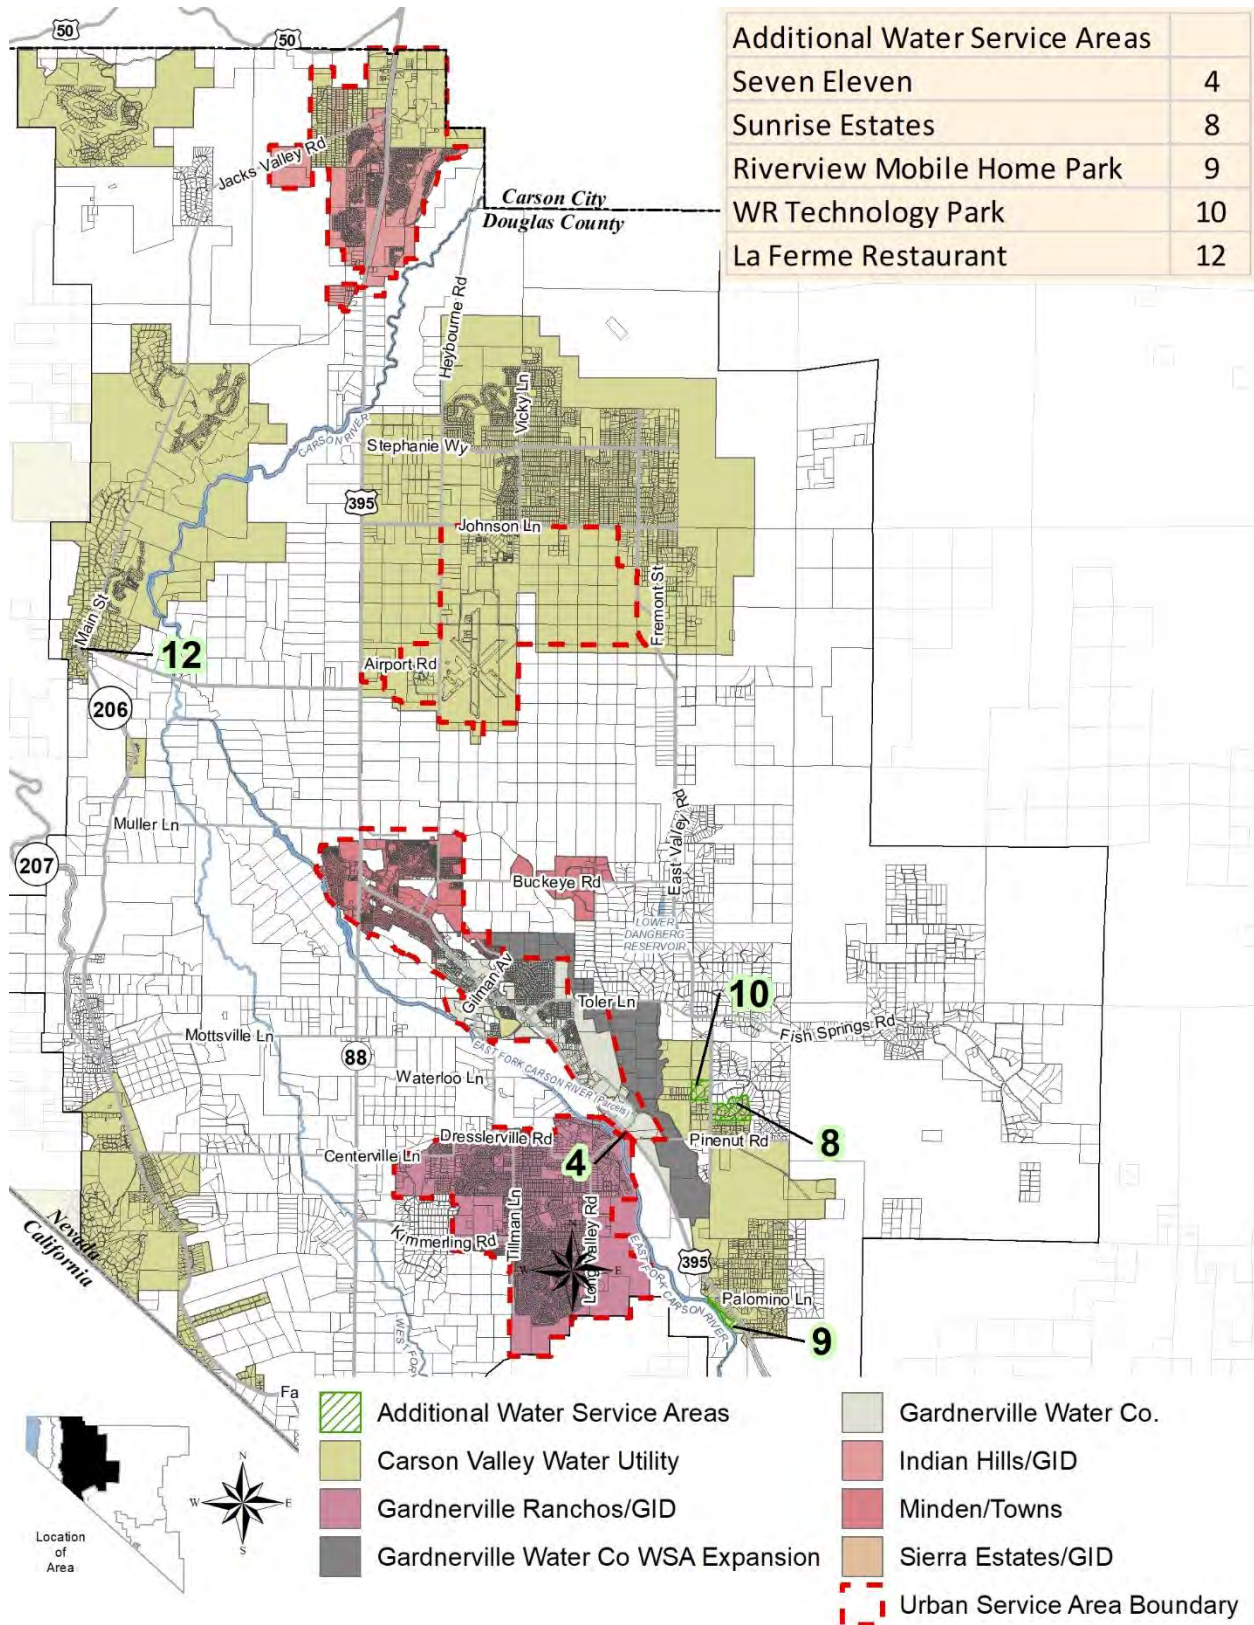 50
50
Additional Water Service Areas
Seven Eleven 4
Sunrise Estates 8
Riverview Mobile Home Park 9
WR Technology Park 10
La Ferme Restaurant 12
Jacks Valley Rd
Carson City
Douglas County
Heybourne Rd
Vicky Ln
CARSON RIVER
Stephanie Wy
395
Johnson Ln
Main St
Fremont St
12
Airport Rd
206
Muller Ln
207
East Valley Rd
Buckeye Rd
LOWER
DANGBERG
RESERVOIR
Gilman Av
10
Toler Ln
Fish Springs Rd
Mottsville Ln
88
EAST FORK CARSON RIVER (Parcels)
Waterloo Ln
Dresslerville Rd
Pinenut Rd
Centerville Ln
4
8
Tillman Ln
Long Valley Rd
Kimmerling Rd
Nevada
California
N
W E
395
EAST FORK CARSON RIVER
Palomino Ln
9
WEST FOR
Fa
Additional Water Service Areas
Carson Valley Water Utility
Gardnerville Ranchos/GID
Gardnerville Water Co WSA Expansion
Gardnerville Water Co.
Indian Hills/GID
Minden/Towns
Sierra Estates/GID
Urban Service Area Boundary
N
W E
S
Location
of
Area